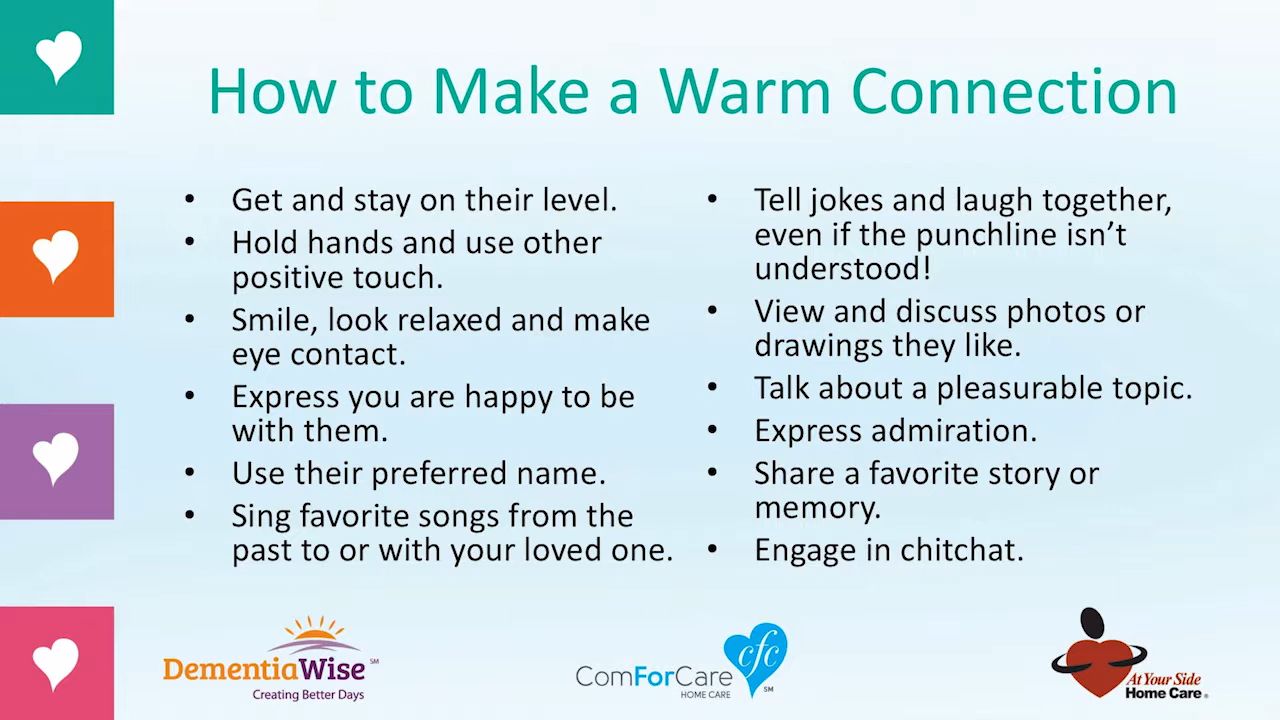 How to Make a Warm Connection
• Get and stay on their level.
• Hold hands and use other
positive touch.
• Smile, look relaxed and make
eye contact.
• Express you are happy to be
with them.
• Use their preferred name.
• Sing favorite songs from the
past to or with your loved one.
• Tell jokes and laugh together,
even if the punchline isn’t
understood!
• View and discuss photos or
drawings they like.
• Talk about a pleasurable topic.
• Express admiration.
• Share a favorite story or
memory.
• Engage in chitchat.
DementiaWise SM
Creating Better Days
cfc
ComForCare SM
HOME CARE
At Your Side
Home Care®